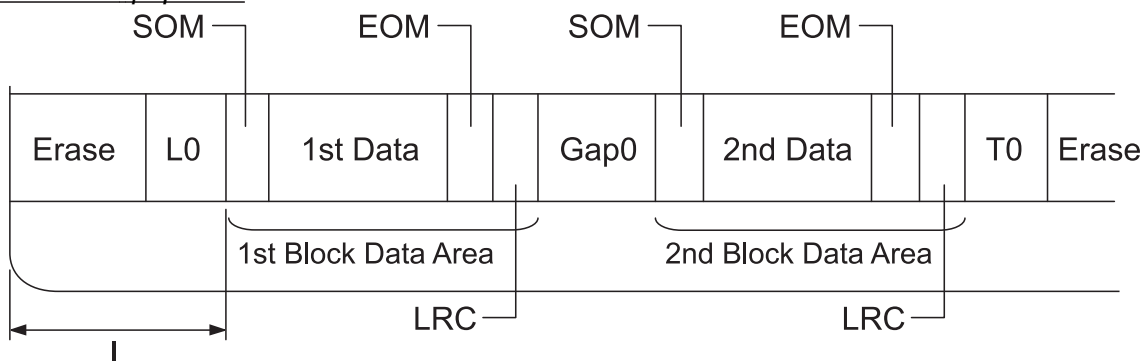 SOM EOM SOM EOM
Erase L0 1st Data Gap0 2nd Data T0 Erase
1st Block Data Area 2nd Block Data Area
LRC LRC